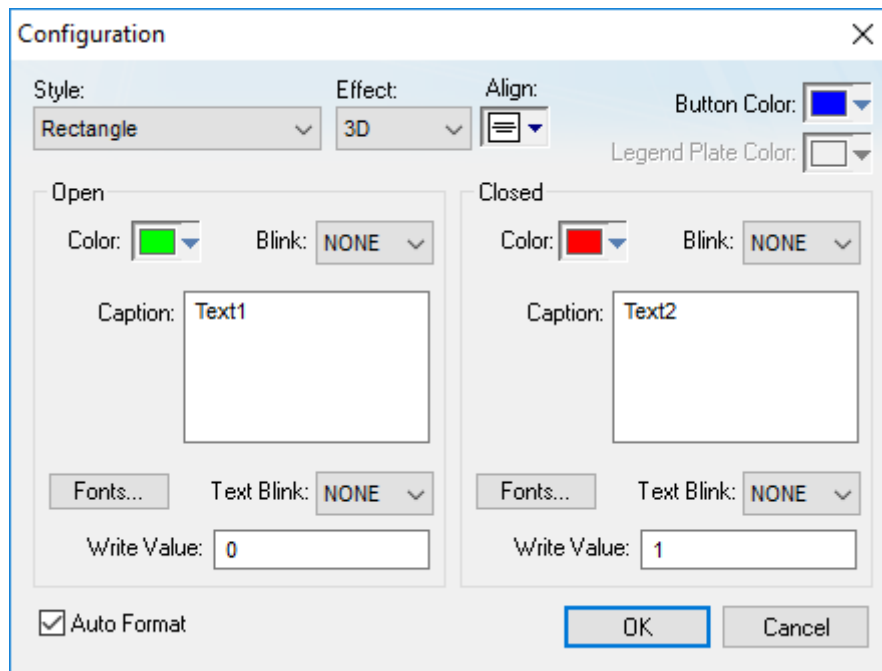 Configuration
Style: Effect: Align:
Rectangle 3D Button Color:
Legend Plate Color:
Open
Color: Blink: NONE
Caption: Text1
Fonts... Text Blink: NONE
Write Value: 0
Closed
Color: Blink: NONE
Caption: Text2
Fonts... Text Blink: NONE
Write Value: 1
Auto Format OK Cancel